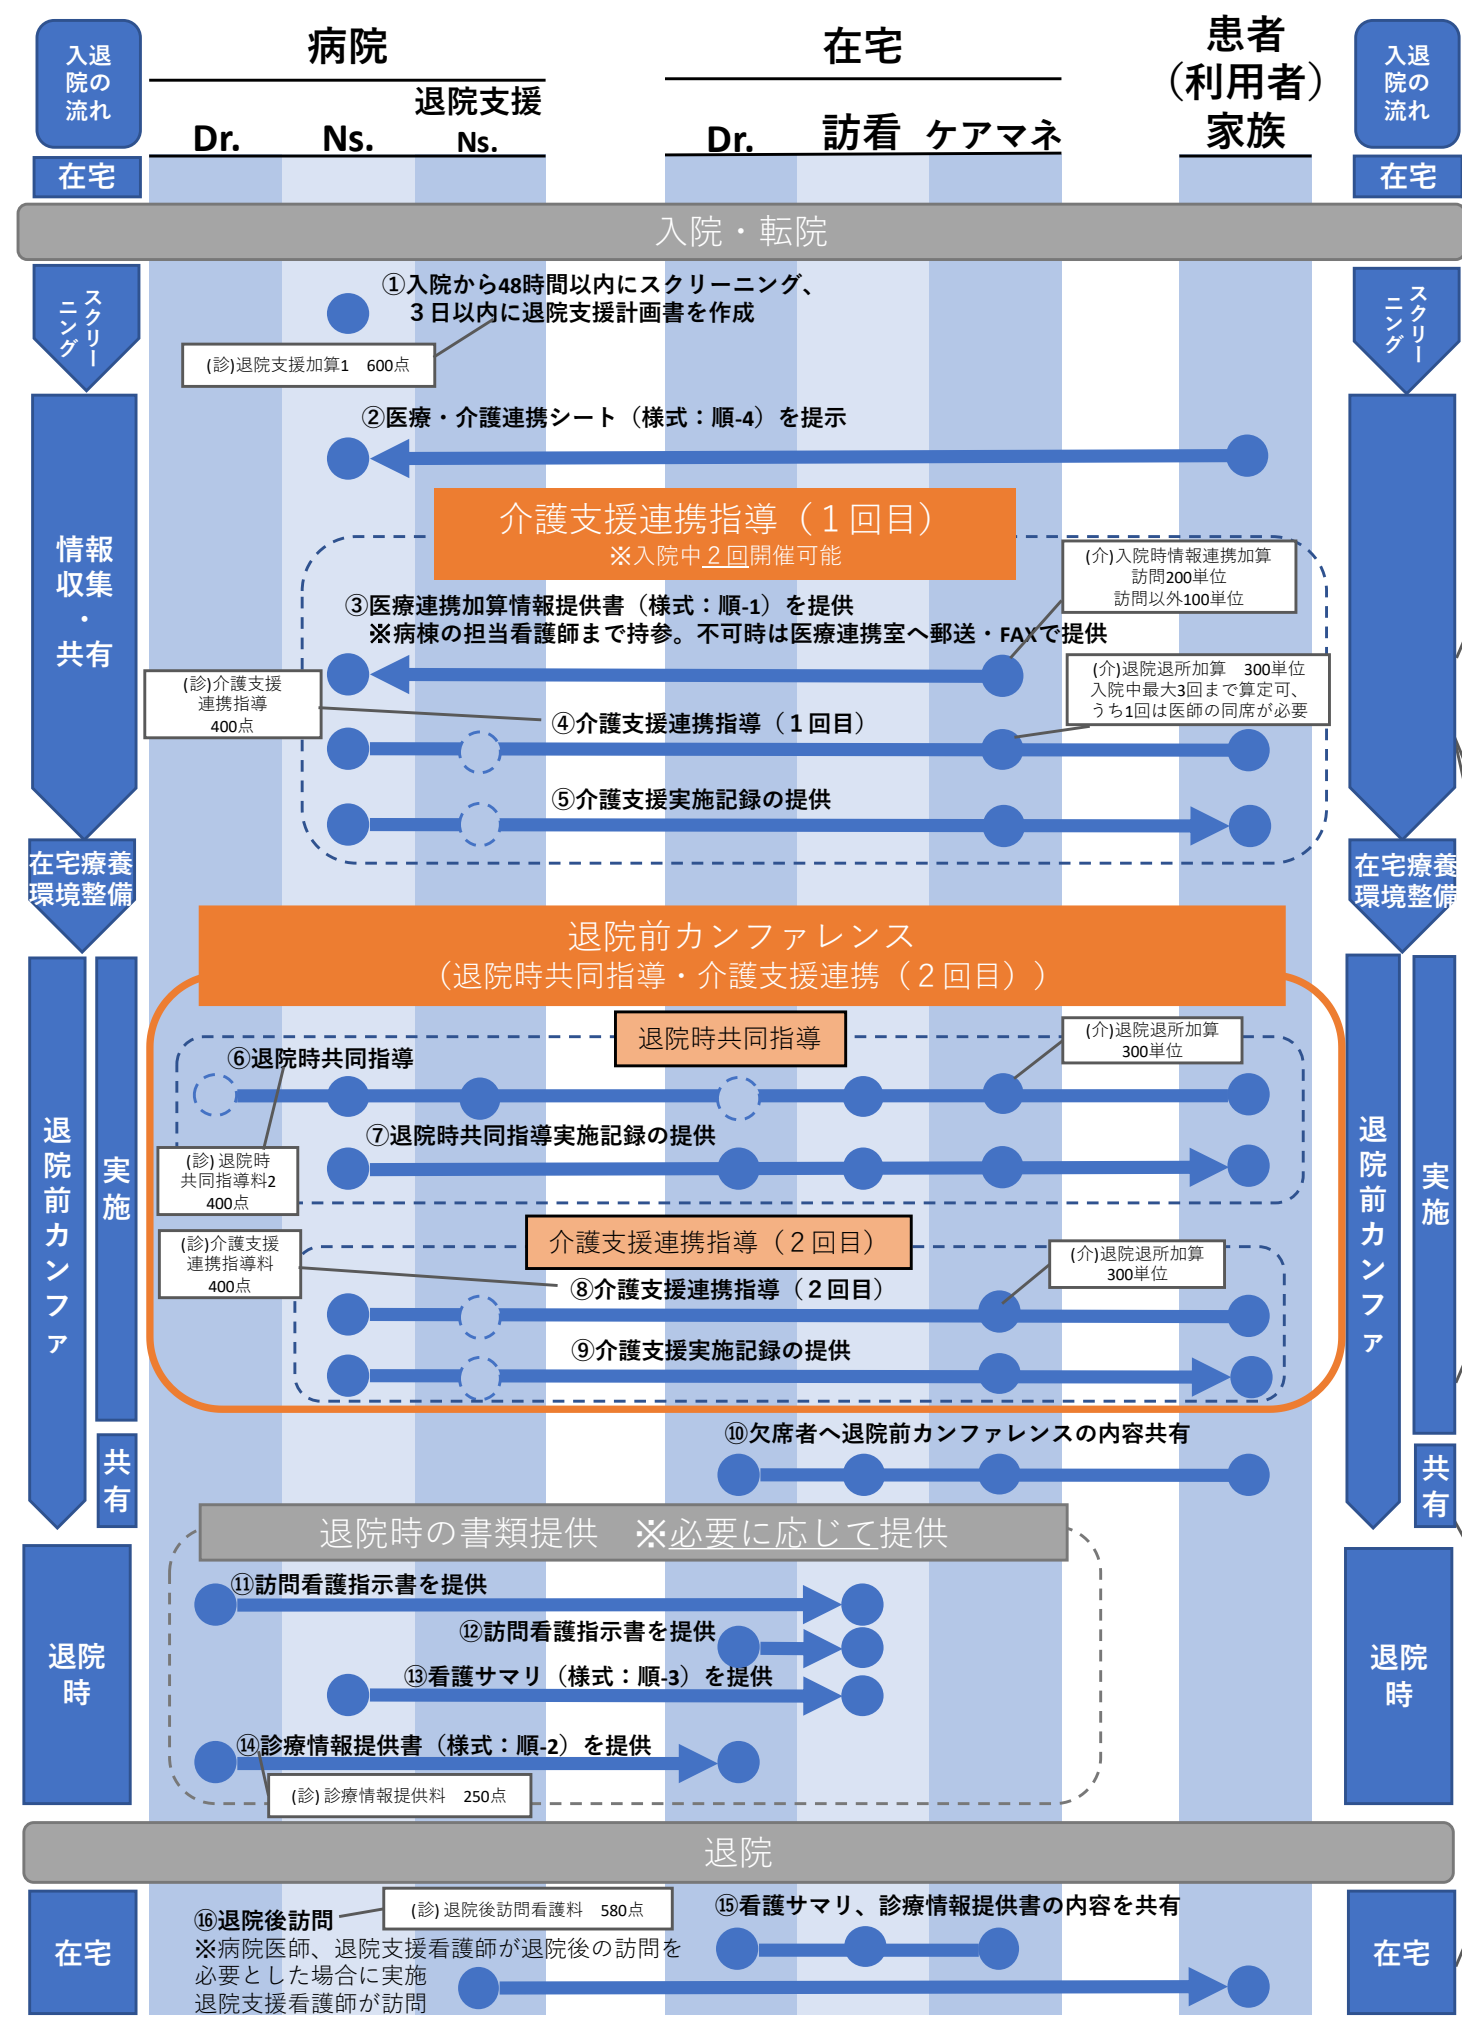 入退
院の
流れ
病院
在宅
患者
（利用者）
家族
入退
院の
流れ
Dr.
Ns.
退院支援
Ns.
Dr.
訪看
ケアマネ
在宅
在宅
入院・転院
スクリー
ニング
スクリー
ニング
①入院から48時間以内にスクリーニング、
３日以内に退院支援計画書を作成
(診)退院支援加算1　600点
②医療・介護連携シート（様式：順-4）を提示
情報
収集
・
共有
介護支援連携指導（１回目）
※入院中２回開催可能
(介)入院時情報連携加算
訪問200単位
訪問以外100単位
③医療連携加算情報提供書（様式：順-1）を提供
※病棟の担当看護師まで持参。不可時は医療連携室へ郵送・FAXで提供
(診)介護支援
連携指導
400点
(介)退院退所加算　300単位
入院中最大3回まで算定可、
うち1回は医師の同席が必要
④介護支援連携指導（１回目）
⑤介護支援実施記録の提供
在宅療養
環境整備
在宅療養
環境整備
退院前カンファレンス
（退院時共同指導・介護支援連携（２回目））
退院前カンファ
実施
退院前カンファ
実施
退院時共同指導
(介)退院退所加算
300単位
⑥退院時共同指導
⑦退院時共同指導実施記録の提供
(診) 退院時
共同指導料2
400点
介護支援連携指導（２回目）
(診)介護支援
連携指導料
400点
(介)退院退所加算
300単位
⑧介護支援連携指導（２回目）
⑨介護支援実施記録の提供
⑩欠席者へ退院前カンファレンスの内容共有
共有
共有
退院時の書類提供　※必要に応じて提供
⑪訪問看護指示書を提供
⑫訪問看護指示書を提供
⑬看護サマリ（様式：順-3）を提供
退院
時
退院
時
⑭診療情報提供書（様式：順-2）を提供
(診) 診療情報提供料　250点
退院
在宅
在宅
(診) 退院後訪問看護料　580点
⑮看護サマリ、診療情報提供書の内容を共有
⑯退院後訪問
※病院医師、退院支援看護師が退院後の訪問を
必要とした場合に実施
退院支援看護師が訪問